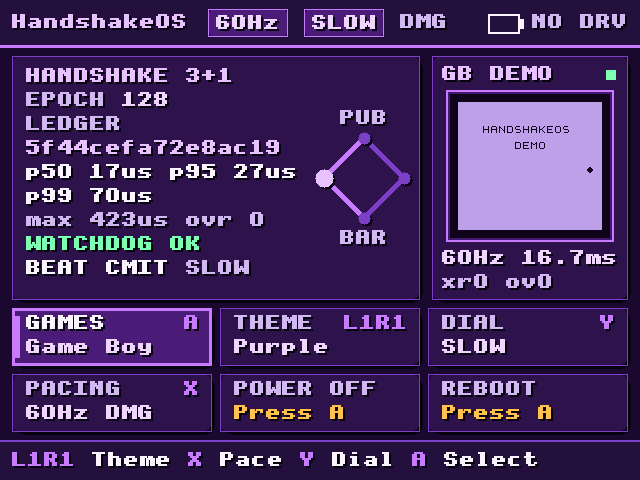 HandshakeOS 60Hz SLOW DMG NO DRV
HANDSHAKE 3+1
EPOCH 128
LEDGER
5f44cefa72e8ac19
p50 17us p95 27us
p99 70us
max 423us ovr 0
WATCHDOG OK
BEAT CMIT SLOW
PUB
BAR
GB DEMO
HANDSHAKEOS
DEMO
60Hz 16.7ms
xr0 ov0
GAMES A
Game Boy
THEME L1R1
Purple
DIAL Y
SLOW
PACING X
60Hz DMG
POWER OFF
Press A
REBOOT
Press A
L1R1 Theme X Pace Y Dial A Select